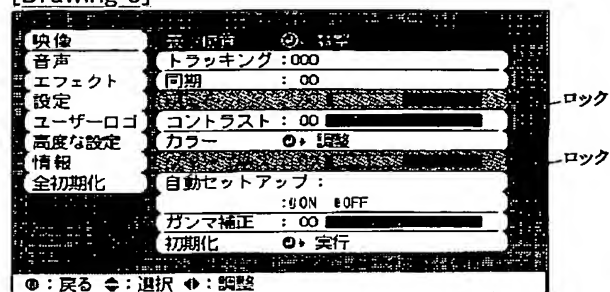 映像
音声
エフェクト
設定
ユーザーロゴ
高度な設定
情報
全初期化
トラッキング:000
同期 : 00
ロック
コントラスト: 00
カラー 調整
ロック
自動セットアップ:
:ON OFF
ガンマ補正 : 00
初期化 実行
:戻る :選択 :調整